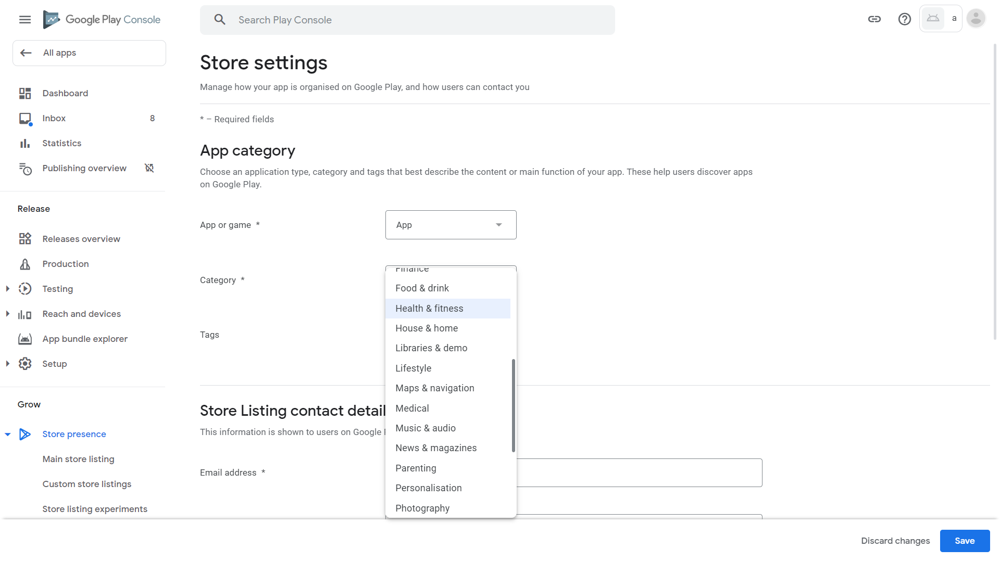 Google Play Console
Search Play Console
a
All apps
Dashboard
Inbox 8
Statistics
Publishing overview
Release
Releases overview
Production
Testing
Reach and devices
App bundle explorer
Setup
Grow
Store presence
Main store listing
Custom store listings
Store listing experiments
Store settings
Manage how your app is organised on Google Play, and how users can contact you
* – Required fields
App category
Choose an application type, category and tags that best describe the content or main function of your app. These help users discover apps
on Google Play.
App or game *
App
Category *
Finance
Food & drink
Health & fitness
House & home
Libraries & demo
Lifestyle
Maps & navigation
Medical
Music & audio
News & magazines
Parenting
Personalisation
Photography
Tags
Store Listing contact detail
This information is shown to users on Google
Email address *
Discard changes
Save